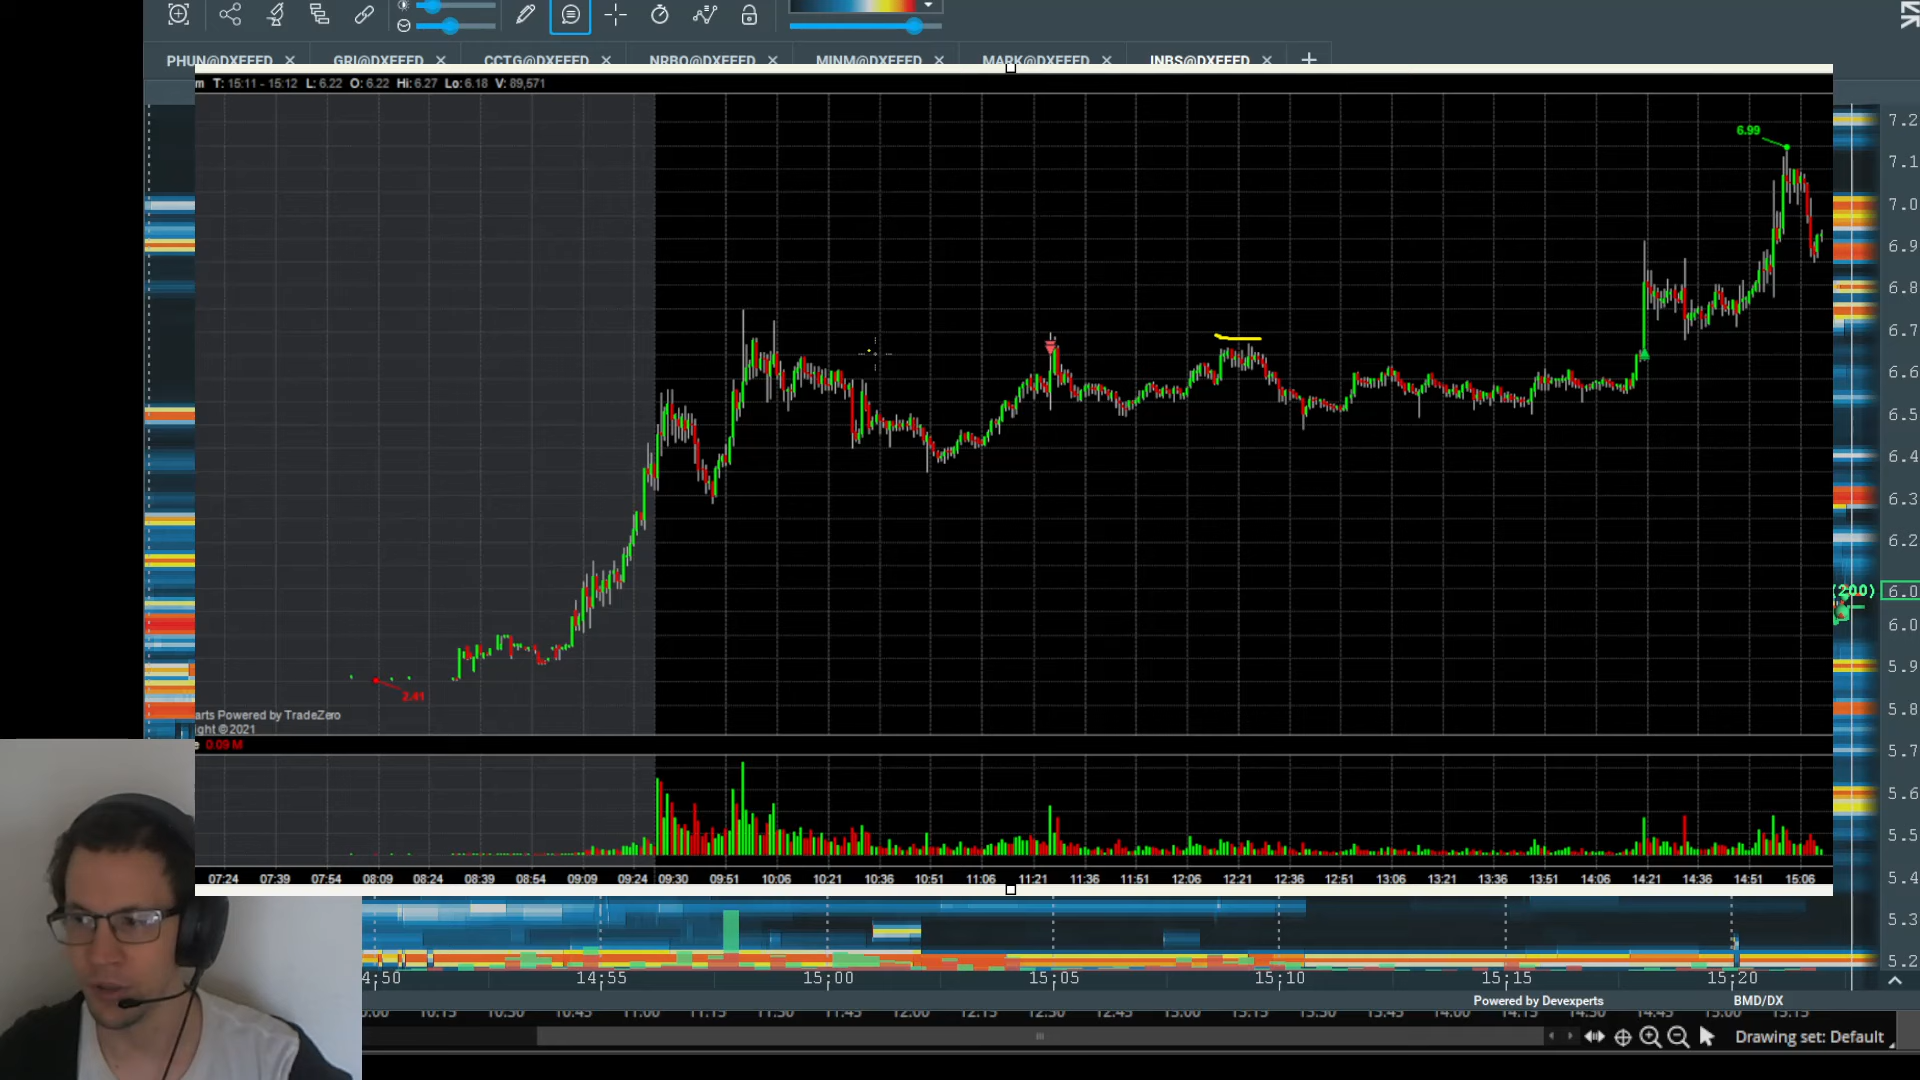 PHUN@DXFEED
GRI@DXFEED
CCTG@DXFEED
NRBO@DXFEED
MINM@DXFEED
MARK@DXFEED
INBS@DXFEED
m T: 15:11 - 15:12 L: 6.22 O: 6.22 Hi: 6.27 Lo: 6.18 V: 89,571
6.99
2.41
arts Powered by TradeZero
ight ©2021
e 0.09 M
07:24 07:39 07:54 08:09 08:24 08:39 08:54 09:09 09:24 09:30 09:51 10:06 10:21 10:36 10:51 11:06 11:21 11:36 11:51 12:06 12:21 12:36 12:51 13:06 13:21 13:36 13:51 14:06 14:21 14:36 14:51 15:06
7.2
7.1
7.0
6.9
6.8
6.7
6.6
6.5
6.4
6.3
6.2
(200) 6.0
6.0
5.9
5.8
5.7
5.6
5.5
5.4
5.3
5.2
4:50 14:55 15:00 15:05 15:10 15:15 15:20
Powered by Devexperts BMD/DX
Drawing set: Default